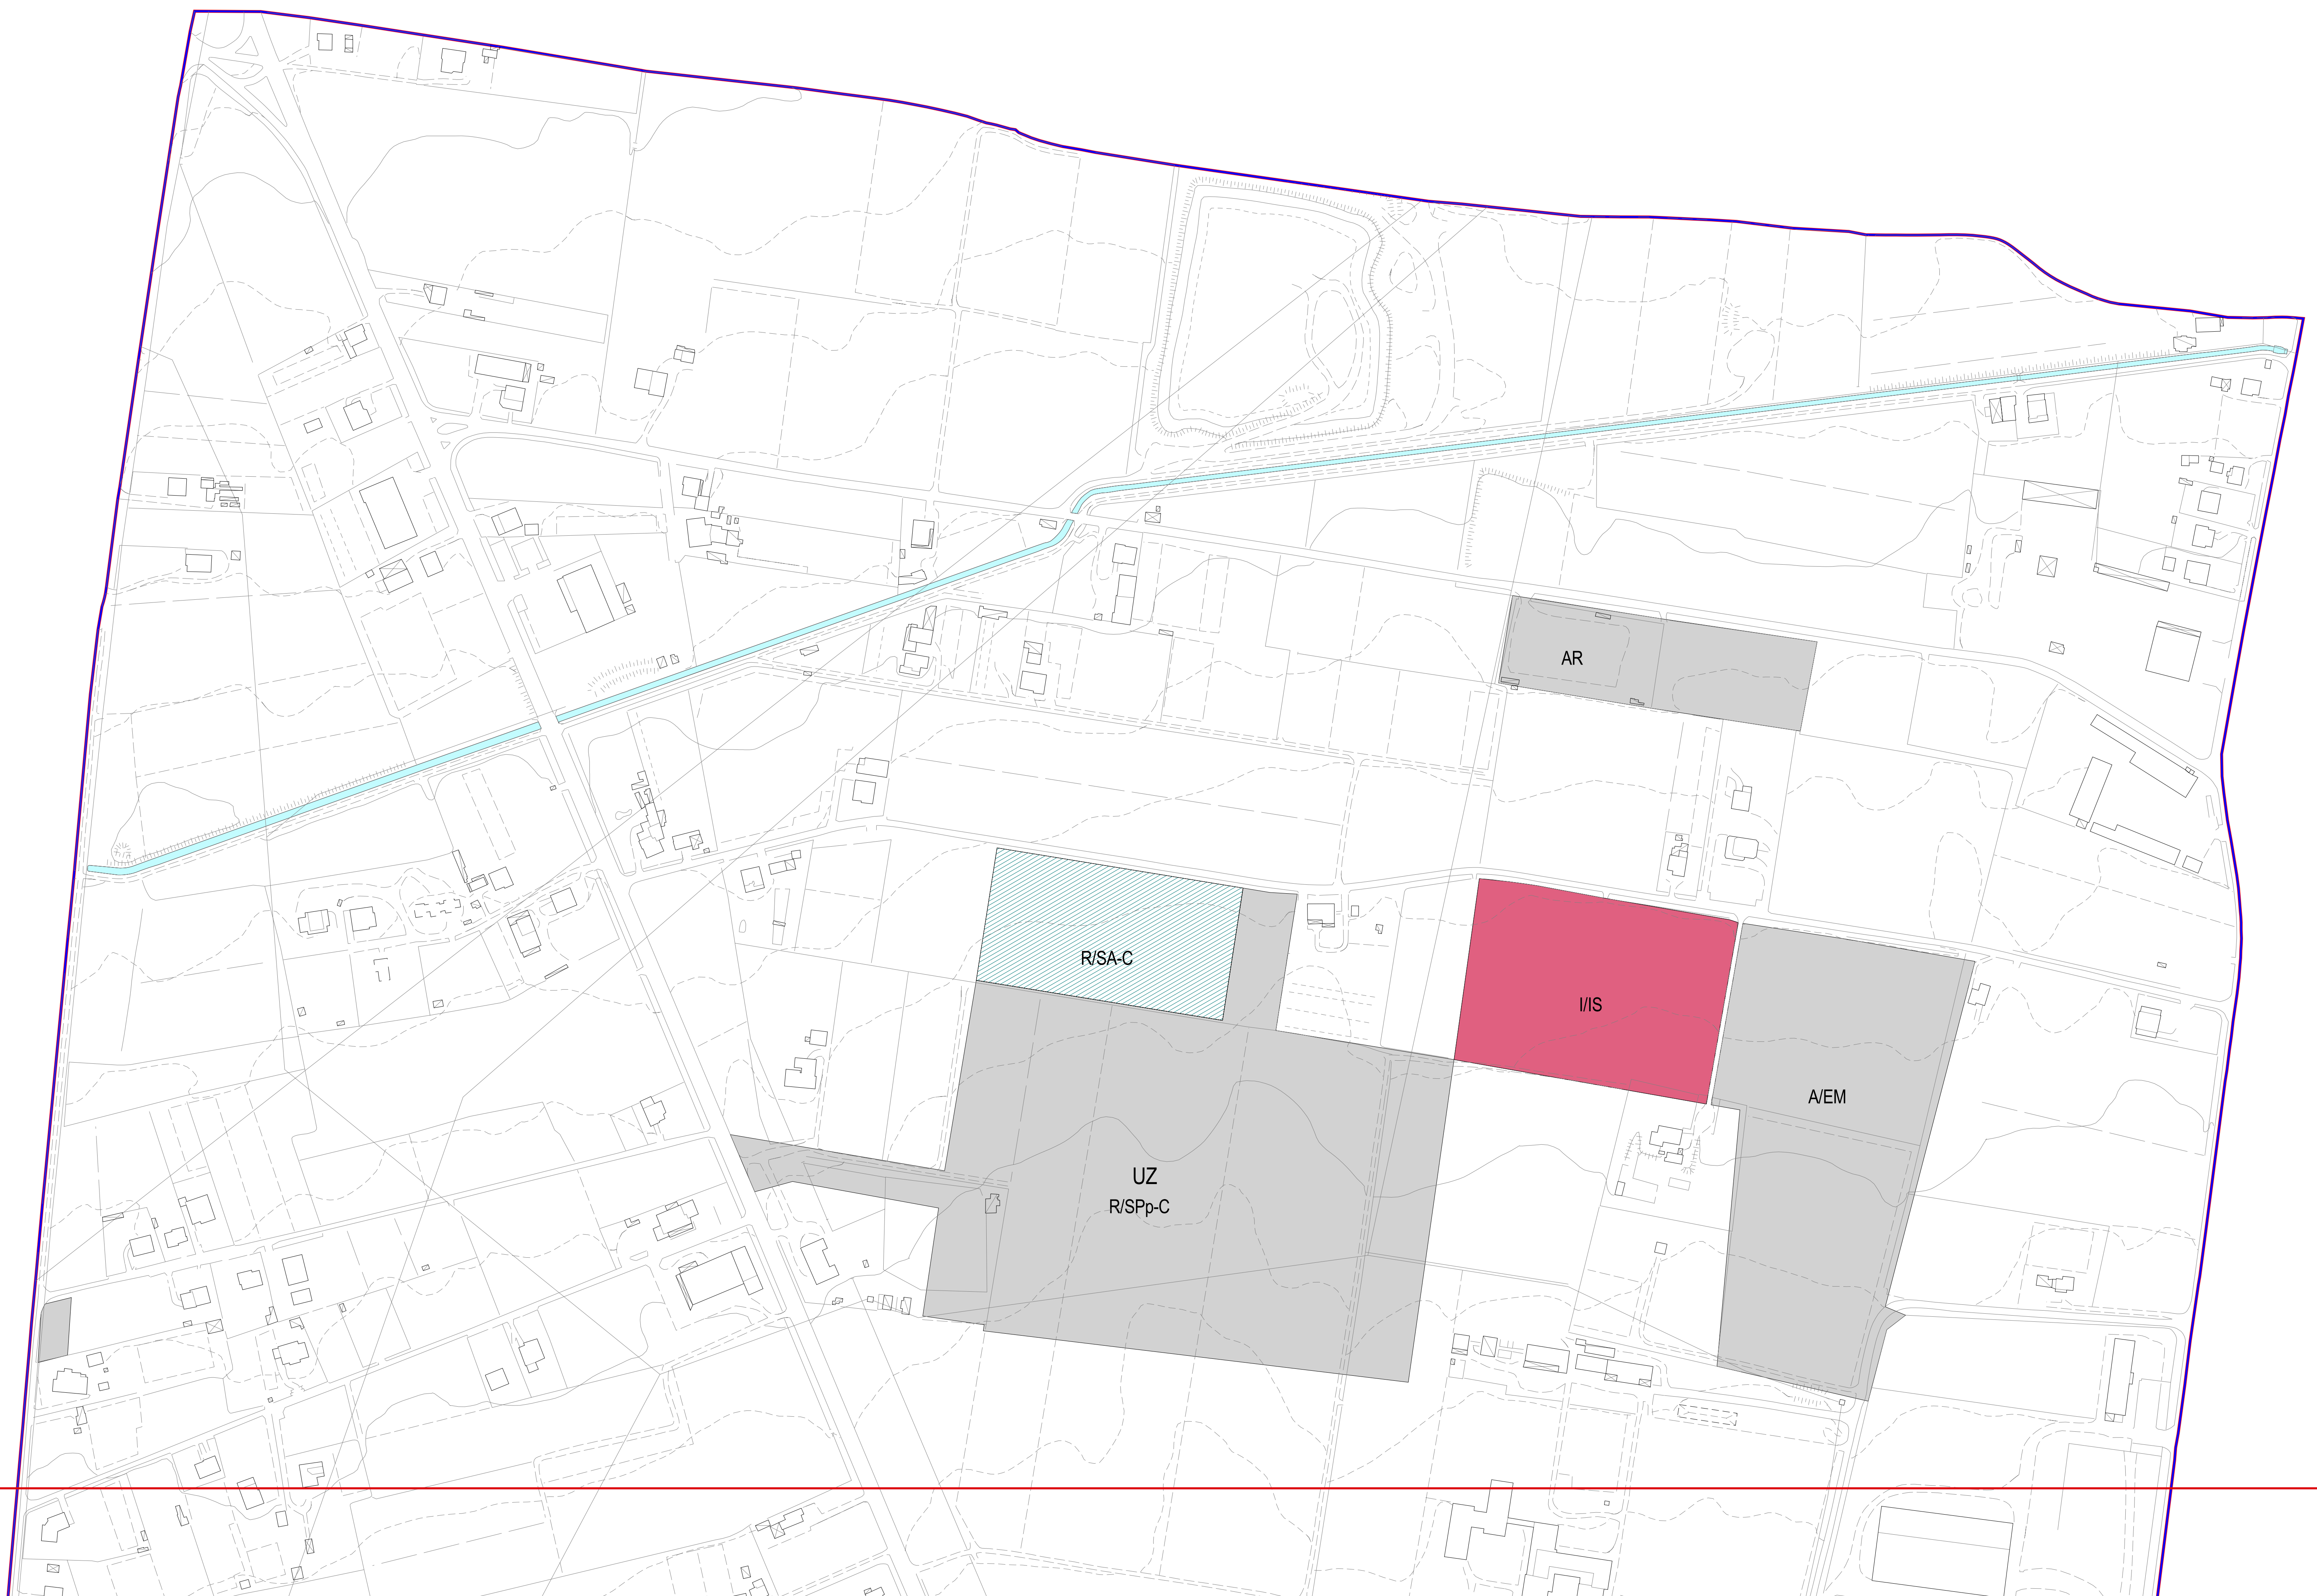 AR
R/SA-C
I/IS
A/EM
UZ
R/SPp-C